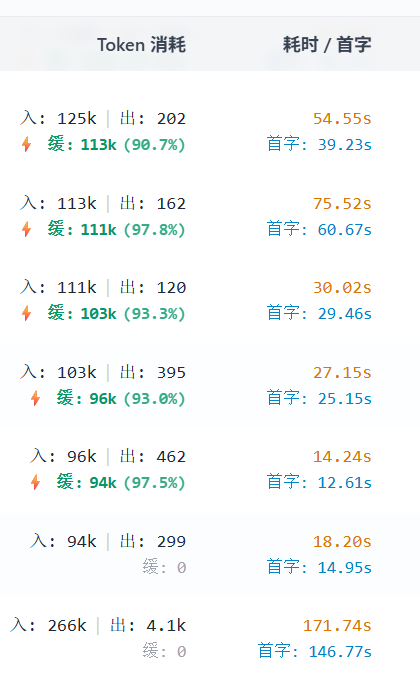 Token 消耗 耗时 / 首字
入: 125k | 出: 202 54.55s
缓: 113k (90.7%) 首字: 39.23s
入: 113k | 出: 162 75.52s
缓: 111k (97.8%) 首字: 60.67s
入: 111k | 出: 120 30.02s
缓: 103k (93.3%) 首字: 29.46s
入: 103k | 出: 395 27.15s
缓: 96k (93.0%) 首字: 25.15s
入: 96k | 出: 462 14.24s
缓: 94k (97.5%) 首字: 12.61s
入: 94k | 出: 299 18.20s
缓: 0 首字: 14.95s
入: 266k | 出: 4.1k 171.74s
缓: 0 首字: 146.77s